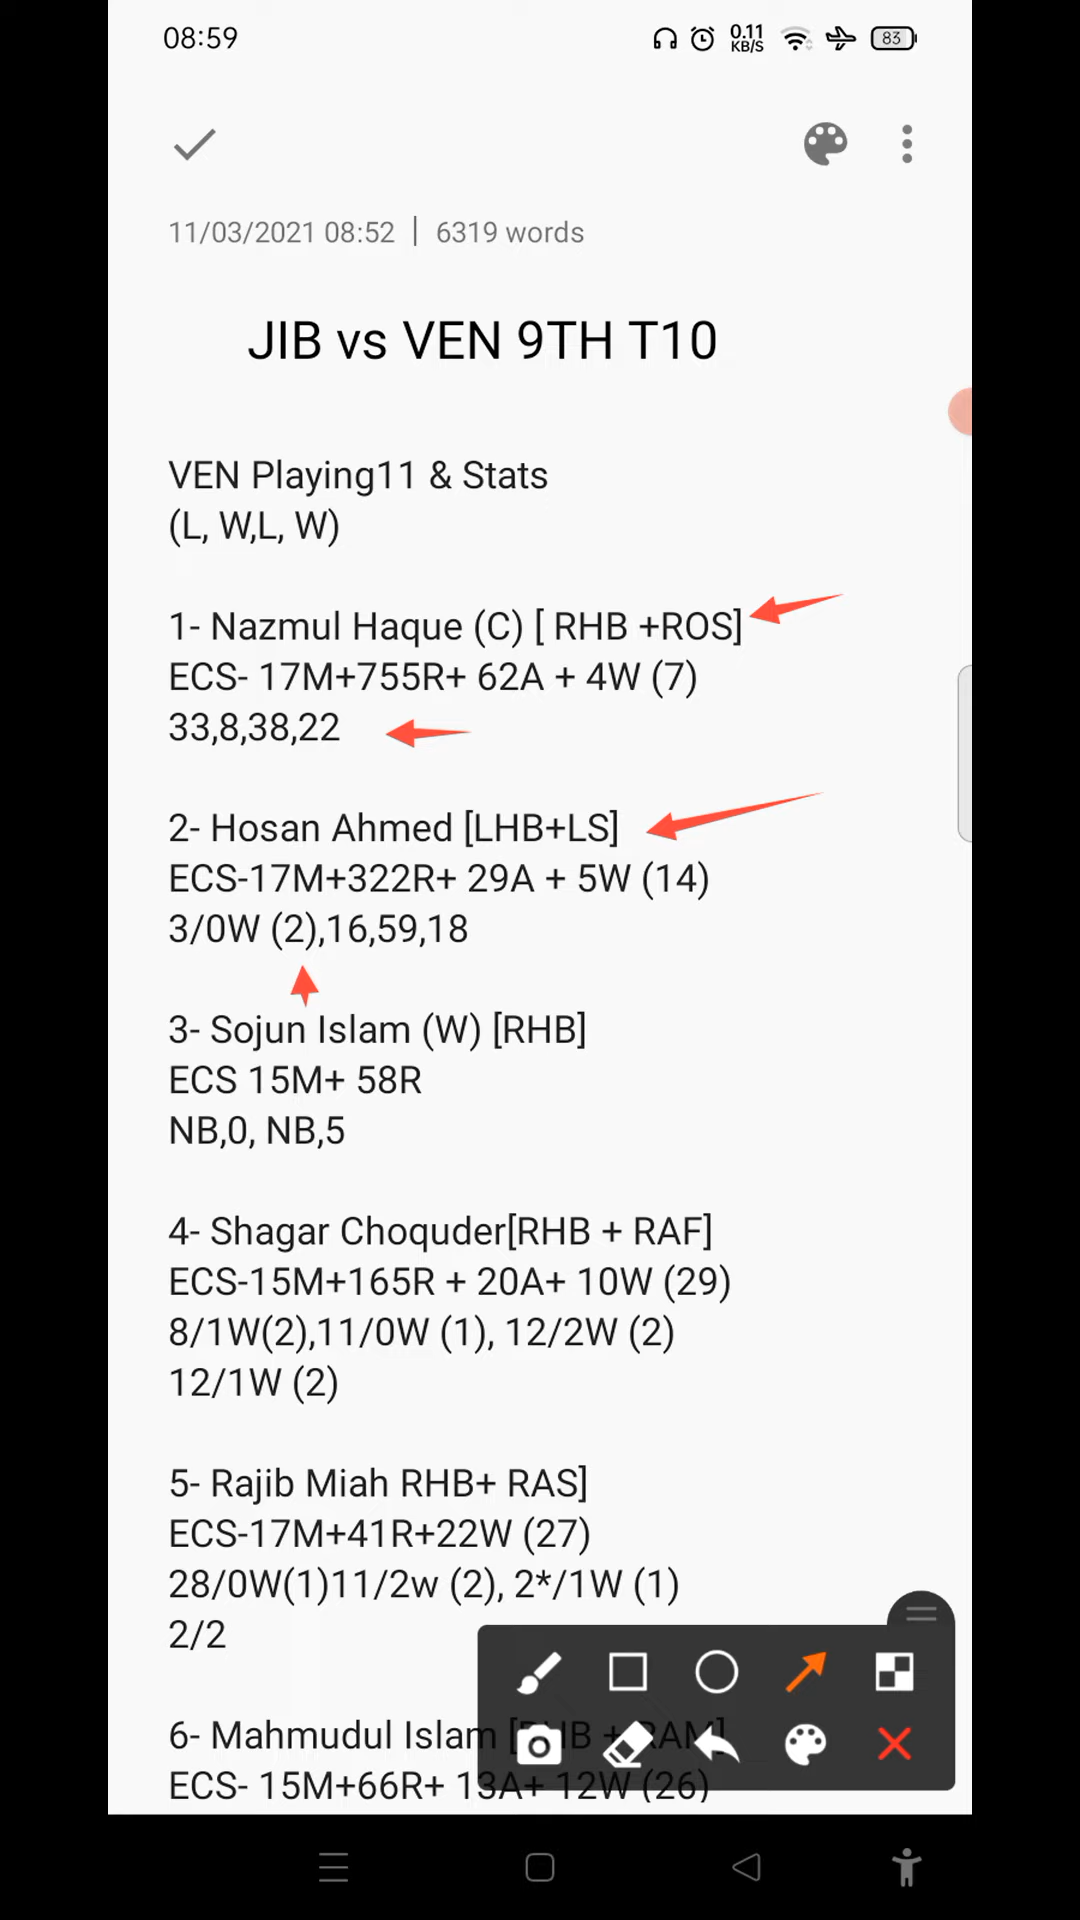 08:59
0.11 KB/S
83
11/03/2021 08:52 | 6319 words
JIB vs VEN 9TH T10
VEN Playing11 & Stats
(L, W,L, W)
1- Nazmul Haque (C) [ RHB +ROS]
ECS- 17M+755R+ 62A + 4W (7)
33,8,38,22
2- Hosan Ahmed [LHB+LS]
ECS-17M+322R+ 29A + 5W (14)
3/0W (2),16,59,18
3- Sojun Islam (W) [RHB]
ECS 15M+ 58R
NB,0, NB,5
4- Shagar Choquder[RHB + RAF]
ECS-15M+165R + 20A+ 10W (29)
8/1W(2),11/0W (1), 12/2W (2)
12/1W (2)
5- Rajib Miah RHB+ RAS]
ECS-17M+41R+22W (27)
28/0W(1)11/2w (2), 2*/1W (1)
2/2
6- Mahmudul Islam [RHB + RAM]
ECS- 15M+66R+ 13A+ 12W (26)